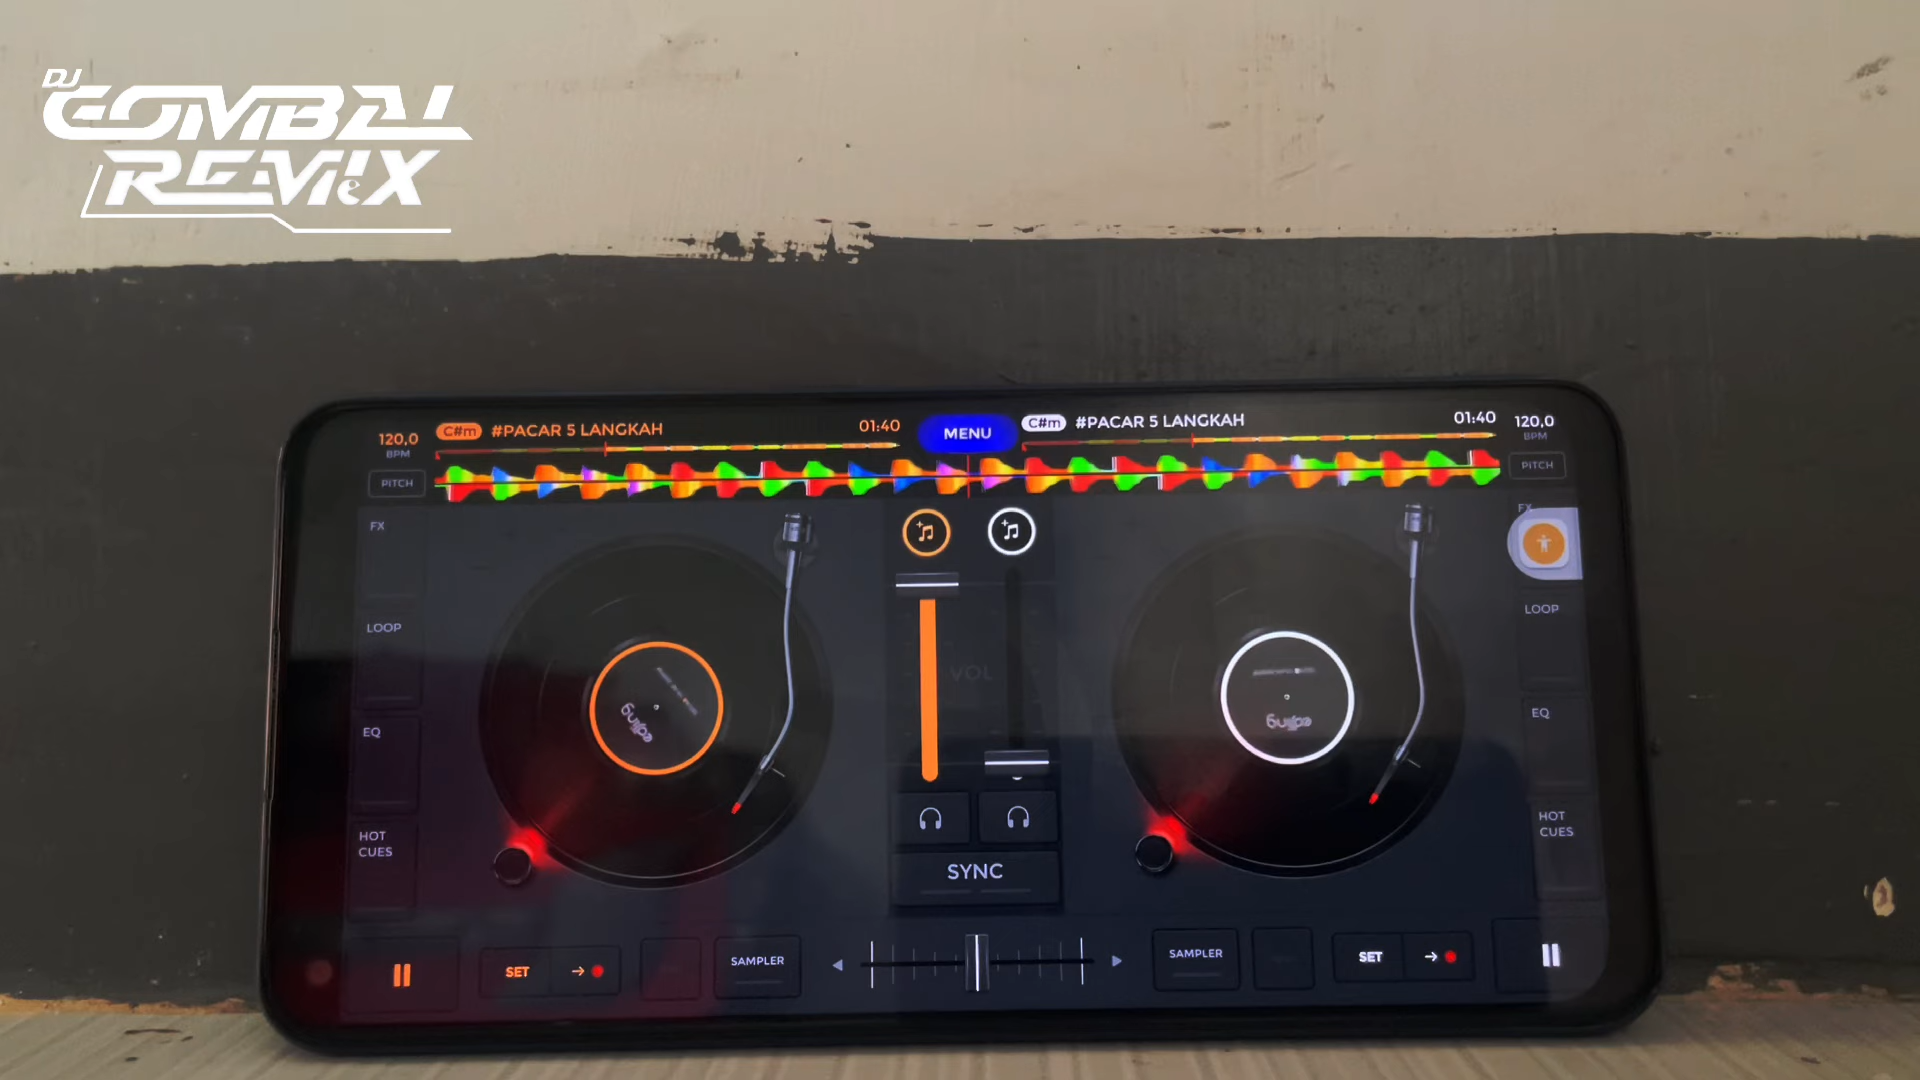 DJ
GOMBAL
REMIX
120,0
BPM
C#m #PACAR 5 LANGKAH
01:40
MENU
C#m #PACAR 5 LANGKAH
01:40
120,0
BPM
PITCH
PITCH
FX
FX
LOOP
LOOP
VOL
edjing
edjing
EQ
EQ
HOT
CUES
HOT
CUES
SYNC
SET
SAMPLER
SAMPLER
SET